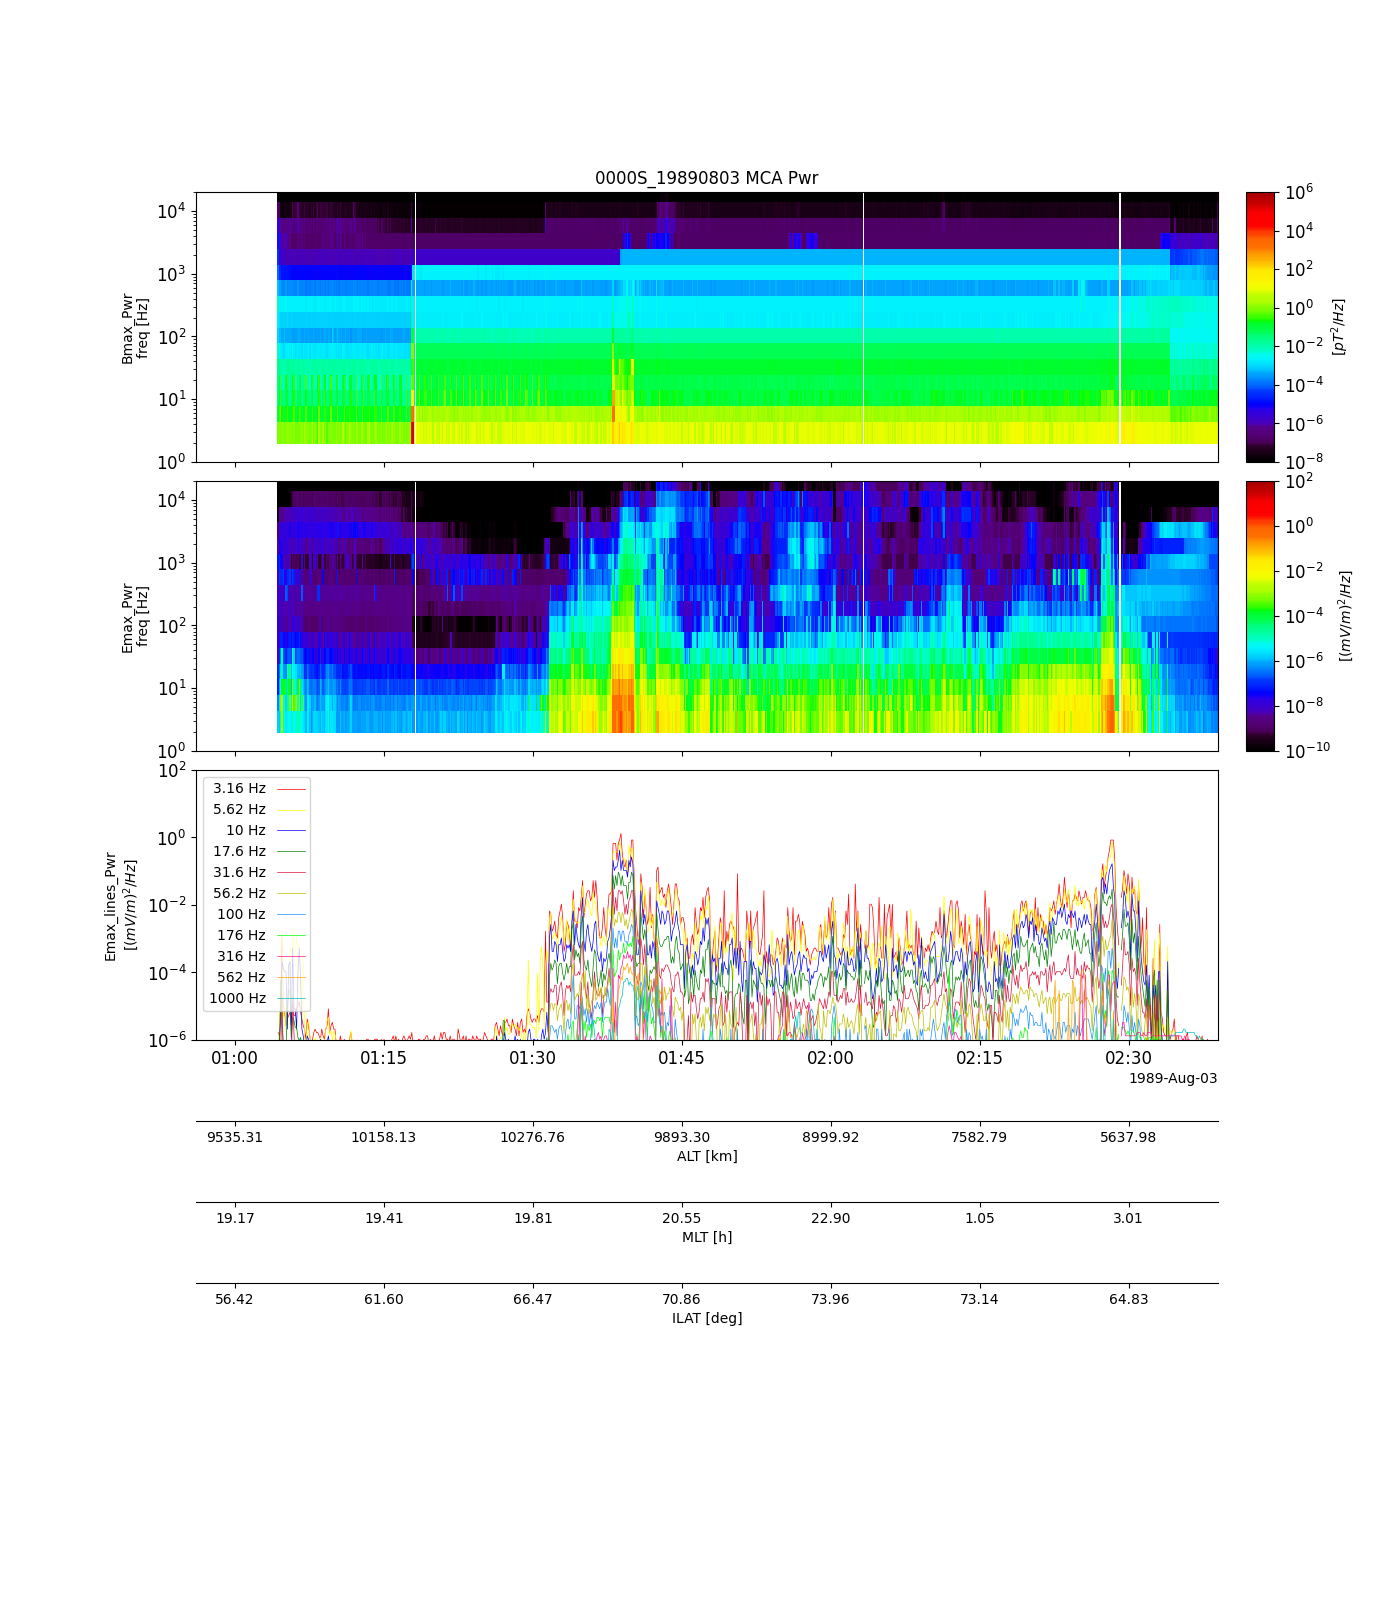 0000S_19890803 MCA Pwr
10^4
10^3
10^2
10^1
10^0
Bmax_Pwr
freq [Hz]
10^6
10^4
10^2
10^0
10^-2
10^-4
10^-6
10^-8
[pT^2/Hz]
10^4
10^3
10^2
10^1
10^0
Emax_Pwr
freq [Hz]
10^2
10^0
10^-2
10^-4
10^-6
10^-8
10^-10
[(mV/m)^2/Hz]
10^2
10^0
10^-2
10^-4
10^-6
Emax_lines_Pwr
[(mV/m)^2/Hz]
3.16 Hz
5.62 Hz
10 Hz
17.6 Hz
31.6 Hz
56.2 Hz
100 Hz
176 Hz
316 Hz
562 Hz
1000 Hz
01:00 01:15 01:30 01:45 02:00 02:15 02:30
1989-Aug-03
9535.31 10158.13 10276.76 9893.30 8999.92 7582.79 5637.98
ALT [km]
19.17 19.41 19.81 20.55 22.90 1.05 3.01
MLT [h]
56.42 61.60 66.47 70.86 73.96 73.14 64.83
ILAT [deg]